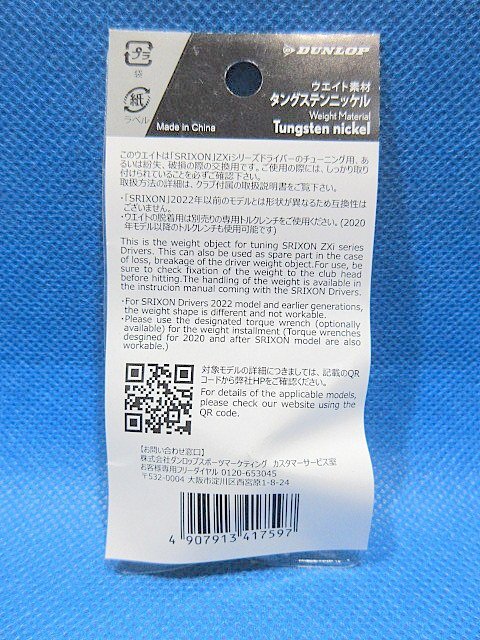 プラ
袋
紙
ラベル
Made in China
DUNLOP
ウエイト素材
タングステンニッケル
Weight Material
Tungsten nickel
このウエイトは「SRIXON」ZXiシリーズドライバーのチューニング用、あ
るいは紛失、破損の際の交換用です。ご使用の際には、しっかり取り
付けられていることを必ずご確認下さい。
取扱方法の詳細は、クラブ付属の取扱説明書をご覧下さい。
・「SRIXON」2022年以前のモデルとは形状が異なるため互換性は
ございません。
・ウエイトの脱着用は別売りの専用トルクレンチをご使用ください。(2020
年モデル以降のトルクレンチも使用可能です)
This is the weight object for tuning SRIXON ZXi series
Drivers. This can also be used as spare part in the case
of loss, breakage of the driver weight object.For use, be
sure to check fixation of the weight to the club head
before hitting.The handling of the weight is available in
the instrucion manual coming with the SRIXON Drivers.
・For SRIXON Drivers 2022 model and earlier generations,
the weight shape is different and not workable.
・Please use the designated torque wrench (optionally
available) for the weight installment (Torque wrenches
desgined for 2020 and after SRIXON model are also
workable.)
対象モデルの詳細につきましては、記載のQR
コードから弊社HPをご確認ください。
For details of the applicable models,
please check our website using the
QR code.
【お問い合わせ窓口】
株式会社ダンロップスポーツマーケティング カスタマーサービス室
お客様専用フリーダイヤル 0120-653045
〒532-0004 大阪市淀川区西宮原1-8-24
4 907913 417597